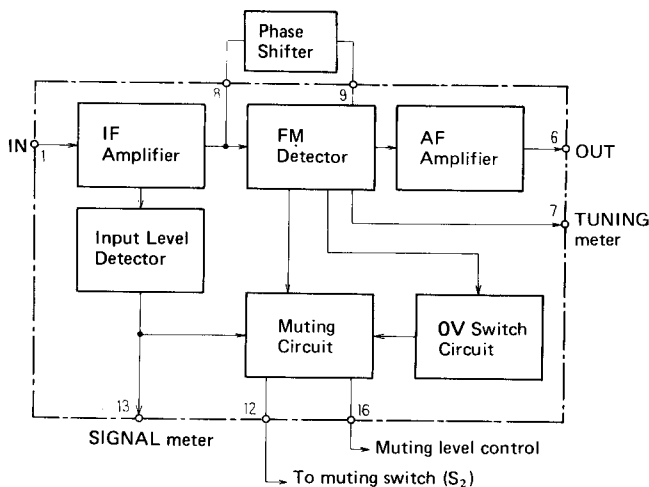 Phase
Shifter
8
9
IN
1
IF
Amplifier
FM
Detector
AF
Amplifier
6
OUT
7
TUNING
meter
Input Level
Detector
Muting
Circuit
0V Switch
Circuit
13
12
16
SIGNAL meter
Muting level control
To muting switch (S₂)